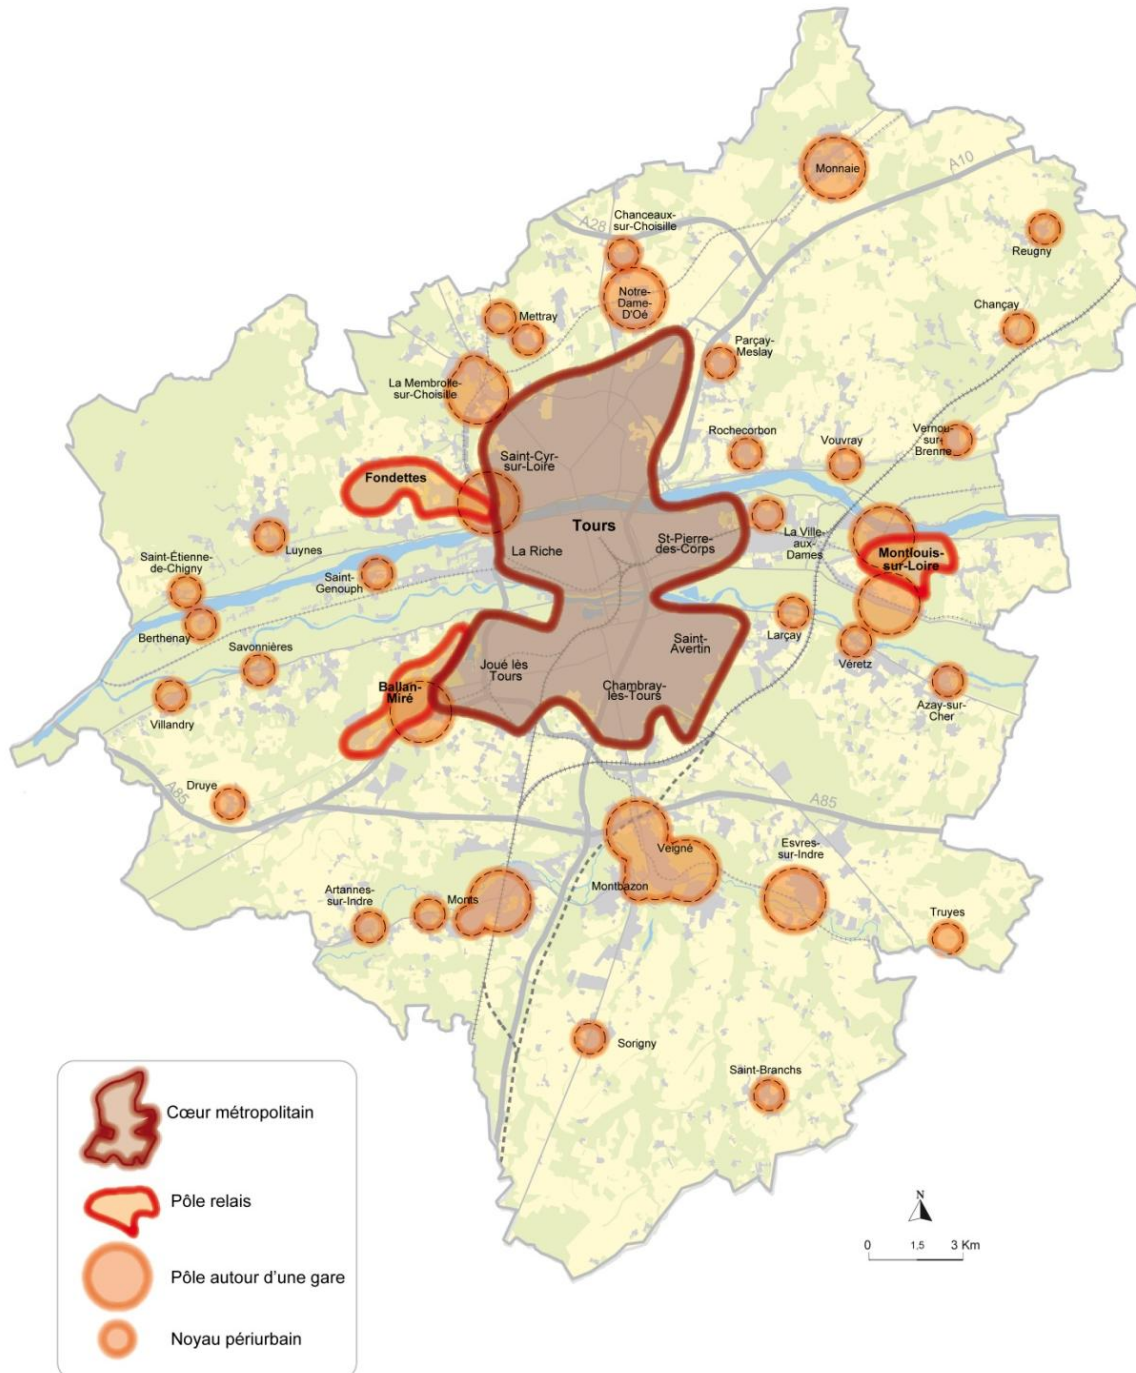 Monnaie
A10
Chanceaux-
sur-Choisille
A28
Reugny
Notre-
Dame-
D'Oé
Chançay
Mettray
Parçay-
Meslay
La Membrolle-
sur-Choisille
Rochecorbon
Vouvray
Vernou-
sur-
Brenne
Saint-Cyr-
sur-Loire
Fondettes
Tours
La Riche
St-Pierre-
des-Corps
La Ville-
aux-
Dames
Montlouis-
sur-Loire
Luynes
Saint-Étienne-
de-Chigny
Saint-
Genouph
Berthenay
Savonnières
Larçay
Véretz
Saint-
Avertin
Joué lès
Tours
Ballan-
Miré
Chambray-
lès-Tours
Azay-sur-
Cher
Villandry
Druye
A85
A85
Veigné
Esvres-
sur-Indre
Montbazon
Artannes-
sur-Indre
Monts
Truyes
Sorigny
Saint-Branchs
Cœur métropolitain
Pôle relais
Pôle autour d'une gare
Noyau périurbain
N
0 1,5 3 Km